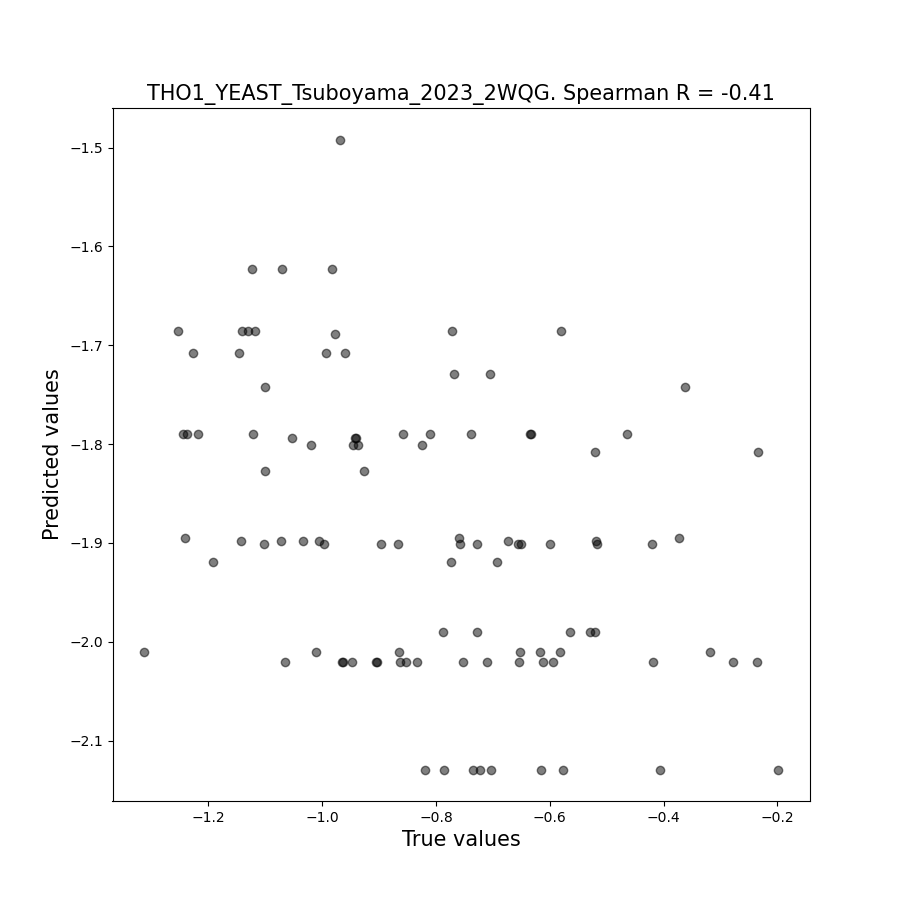 THO1_YEAST_Tsuboyama_2023_2WQG. Spearman R = -0.41
Predicted values
−1.5
−1.6
−1.7
−1.8
−1.9
−2.0
−2.1
−1.2 −1.0 −0.8 −0.6 −0.4 −0.2
True values